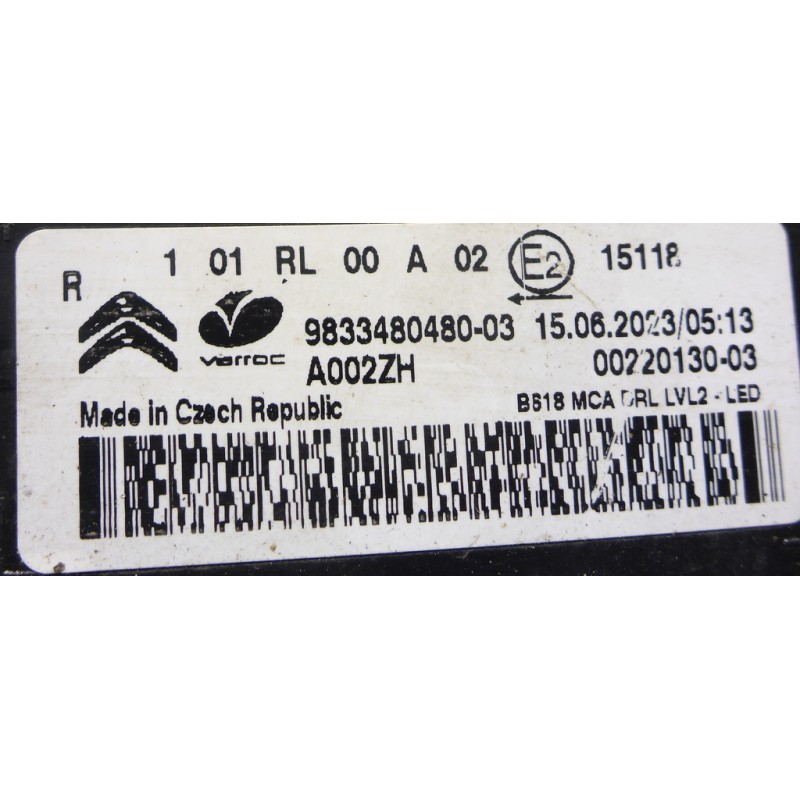 R 1 01 RL 00 A 02 E2 15118
varroc 9833480480-03 15.06.2023/05:13
A002ZH 00220130-03
Made in Czech Republic B618 MCA DRL LVL2 - LED